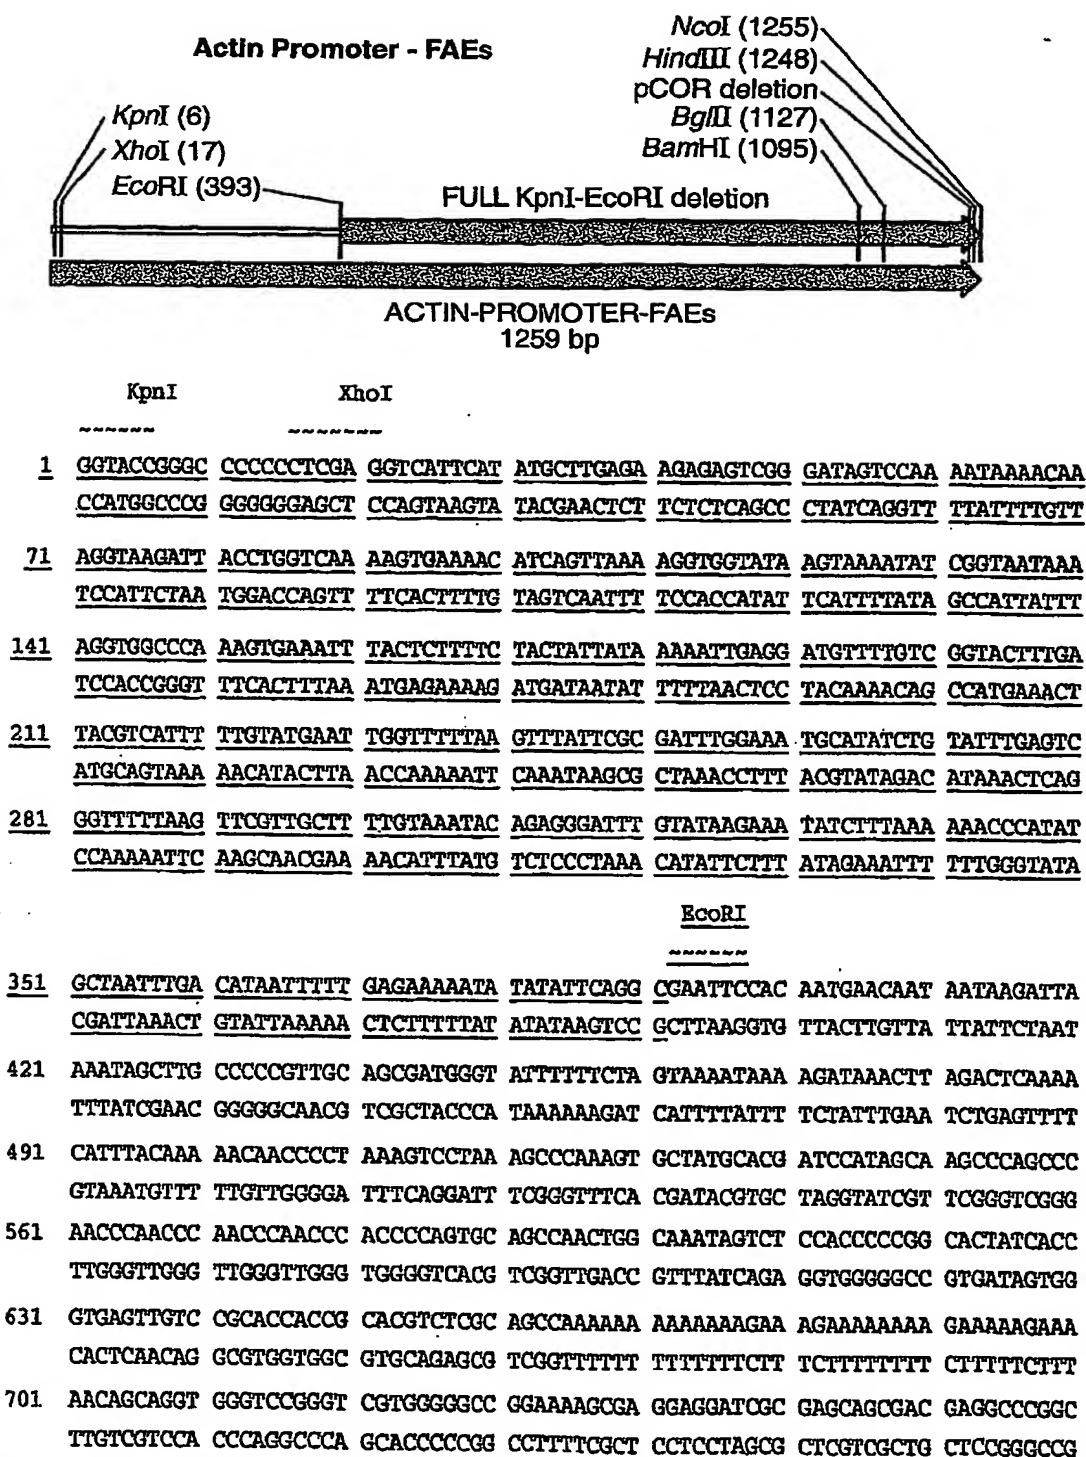 Actin Promoter - FAEs
NcoI (1255)
HindIII (1248)
pCOR deletion
BglII (1127)
BamHI (1095)
KpnI (6)
XhoI (17)
EcoRI (393)
FULL KpnI-EcoRI deletion
ACTIN-PROMOTER-FAEs
1259 bp
KpnI XhoI
~~~~~~ ~~~~~~~
1 GGTACCGGGC CCCCCCTCGA GGTCATTCAT ATGCTTGAGA AGAGAGTCGG GATAGTCCAA AATAAAACAA
CCATGGCCCG GGGGGGAGCT CCAGTAAGTA TACGAACTCT TCTCTCAGCC CTATCAGGTT TTATTTTGTT
71 AGGTAAGATT ACCTGGTCAA AAGTGAAAAC ATCAGTTAAA AGGTGGTATA AGTAAAATAT CGGTAATAAA
TCCATTCTAA TGGACCAGTT TTCACTTTTG TAGTCAATTT TCCACCATAT TCATTTTATA GCCATTATTT
141 AGGTGGCCCA AAGTGAAATT TACTCTTTTC TACTATTATA AAAATTGAGG ATGTTTTGTC GGTACTTTGA
TCCACCGGGT TTCACTTTAA ATGAGAAAAG ATGATAATAT TTTTAACTCC TACAAAACAG CCATGAAACT
211 TACGTCATTT TTGTATGAAT TGGTTTTTAA GTTTATTCGC GATTTGGAAA TGCATATCTG TATTTGAGTC
ATGCAGTAAA AACATACTTA ACCAAAAATT CAAATAAGCG CTAAACCTTT ACGTATAGAC ATAAACTCAG
281 GGTTTTTAAG TTCGTTGCTT TTGTAAATAC AGAGGGATTT GTATAAGAAA TATCTTTAAA AAACCCATAT
CCAAAAATTC AAGCAACGAA AACATTTATG TCTCCCTAAA CATATTCTTT ATAGAAATTT TTTGGGTATA
EcoRI
~~~~~~
351 GCTAATTTGA CATAATTTTT GAGAAAAATA TATATTCAGG CGAATTCCAC AATGAACAAT AATAAGATTA
CGATTAAACT GTATTAAAAA CTCTTTTTAT ATATAAGTCC GCTTAAGGTG TTACTTGTTA TTATTCTAAT
421 AAATAGCTTG CCCCCGTTGC AGCGATGGGT ATTTTTTCTA GTAAAATAAA AGATAAACTT AGACTCAAAA
TTTATCGAAC GGGGGCAACG TCGCTACCCA TAAAAAAGAT CATTTTATTT TCTATTTGAA TCTGAGTTTT
491 CATTTACAAA AACAACCCCT AAAGTCCTAA AGCCCAAAGT GCTATGCACG ATCCATAGCA AGCCCAGCCC
GTAAATGTTT TTGTTGGGGA TTTCAGGATT TCGGGTTTCA CGATACGTGC TAGGTATCGT TCGGGTCGGG
561 AACCCAACCC AACCCAACCC ACCCCAGTGC AGCCAACTGG CAAATAGTCT CCACCCCCGG CACTATCACC
TTGGGTTGGG TTGGGTTGGG TGGGGTCACG TCGGTTGACC GTTTATCAGA GGTGGGGGCC GTGATAGTGG
631 GTGAGTTGTC CGCACCACCG CACGTCTCGC AGCCAAAAAA AAAAAAAGAA AGAAAAAAAA GAAAAAGAAA
CACTCAACAG GCGTGGTGGC GTGCAGAGCG TCGGTTTTTT TTTTTTTCTT TCTTTTTTTT CTTTTTCTTT
701 AACAGCAGGT GGGTCCGGGT CGTGGGGGCC GGAAAAGCGA GGAGGATCGC GAGCAGCGAC GAGGCCCGGC
TTGTCGTCCA CCCAGGCCCA GCACCCCCGG CCTTTTCGCT CCTCCTAGCG CTCGTCGCTG CTCCGGGCCG